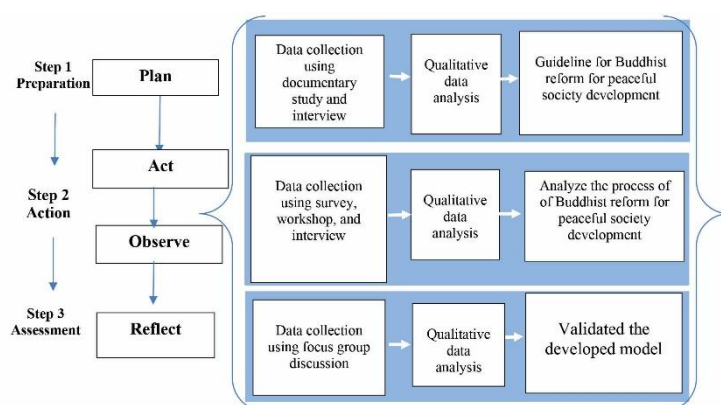 Step 1
Preparation
Plan
Data collection
using
documentary
study and
interview
Qualitative
data
analysis
Guideline for Buddhist
reform for peaceful
society development
Step 2
Action
Act
Observe
Data collection
using survey,
workshop, and
interview
Qualitative
data
analysis
Analyze the process of
of Buddhist reform for
peaceful society
development
Step 3
Assessment
Reflect
Data collection
using focus group
discussion
Qualitative
data
analysis
Validated the
developed model